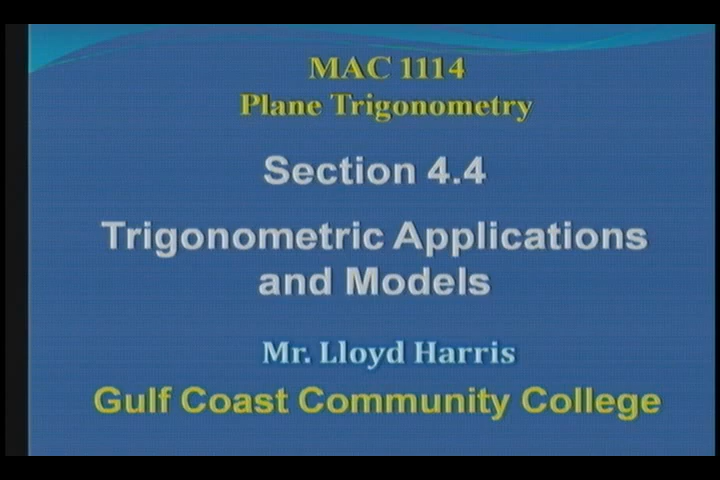 MAC 1114
Plane Trigonometry
Section 4.4
Trigonometric Applications
and Models
Mr. Lloyd Harris
Gulf Coast Community College